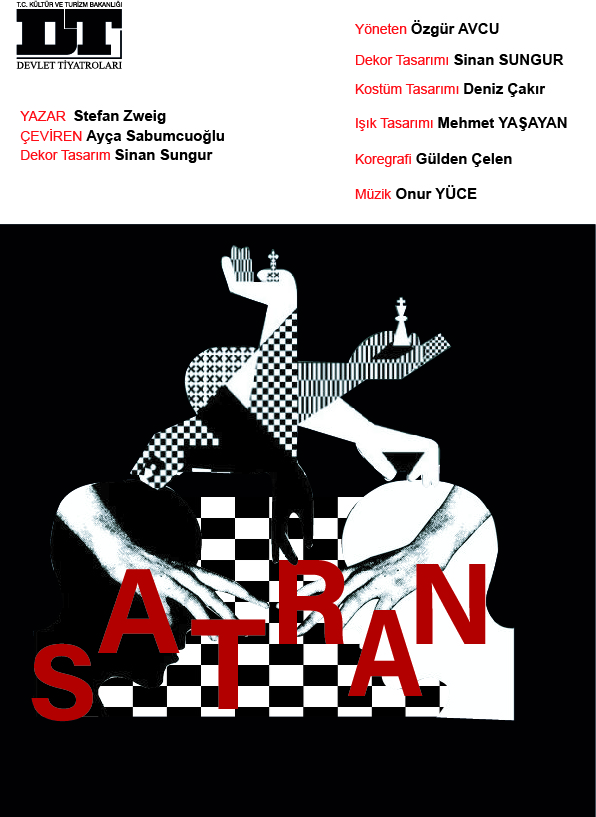 T.C. KÜLTÜR VE TURİZM BAKANLIĞI
DT
DEVLET TİYATROLARI
YAZAR Stefan Zweig
ÇEVİREN Ayça Sabumcuoğlu
Dekor Tasarım Sinan Sungur
Yöneten Özgür AVCU
Dekor Tasarımı Sinan SUNGUR
Kostüm Tasarımı Deniz Çakır
Işık Tasarımı Mehmet YAŞAYAN
Koregrafi Gülden Çelen
Müzik Onur YÜCE
SATRAN